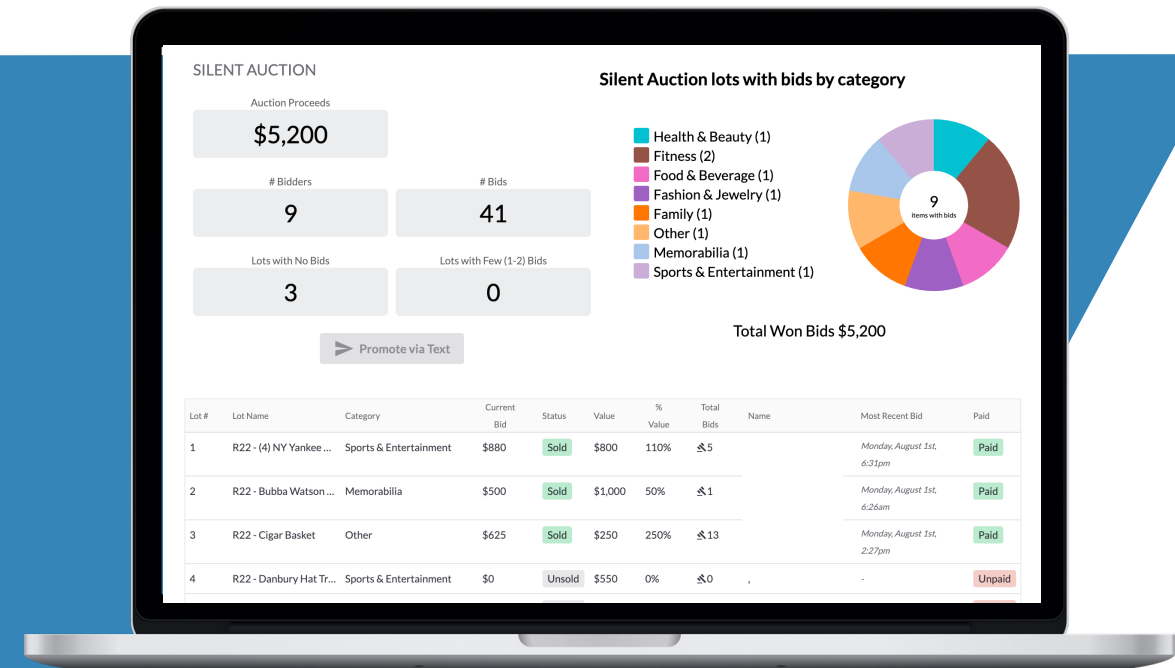 SILENT AUCTION
Auction Proceeds
$5,200
# Bidders
9
# Bids
41
Lots with No Bids
3
Lots with Few (1-2) Bids
0
Promote via Text
Silent Auction lots with bids by category
Health & Beauty (1)
Fitness (2)
Food & Beverage (1)
Fashion & Jewelry (1)
Family (1)
Other (1)
Memorabilia (1)
Sports & Entertainment (1)
9
items with bids
Total Won Bids $5,200
Lot # Lot Name Category Current Bid Status Value % Value Total Bids Name Most Recent Bid Paid
1 R22 - (4) NY Yankee ... Sports & Entertainment $880 Sold $800 110% 5 Monday, August 1st, 6:31pm Paid
2 R22 - Bubba Watson ... Memorabilia $500 Sold $1,000 50% 1 Monday, August 1st, 6:26am Paid
3 R22 - Cigar Basket Other $625 Sold $250 250% 13 Monday, August 1st, 2:27pm Paid
4 R22 - Danbury Hat Tr... Sports & Entertainment $0 Unsold $550 0% 0 , - Unpaid